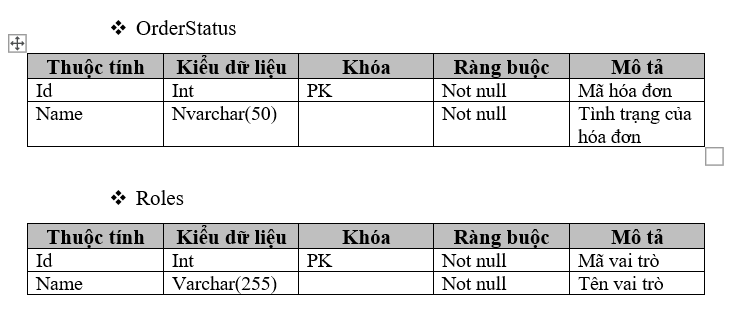 ❖ OrderStatus
Thuộc tính Kiểu dữ liệu Khóa Ràng buộc Mô tả
Id Int PK Not null Mã hóa đơn
Name Nvarchar(50) Not null Tình trạng của
hóa đơn
❖ Roles
Thuộc tính Kiểu dữ liệu Khóa Ràng buộc Mô tả
Id Int PK Not null Mã vai trò
Name Varchar(255) Not null Tên vai trò